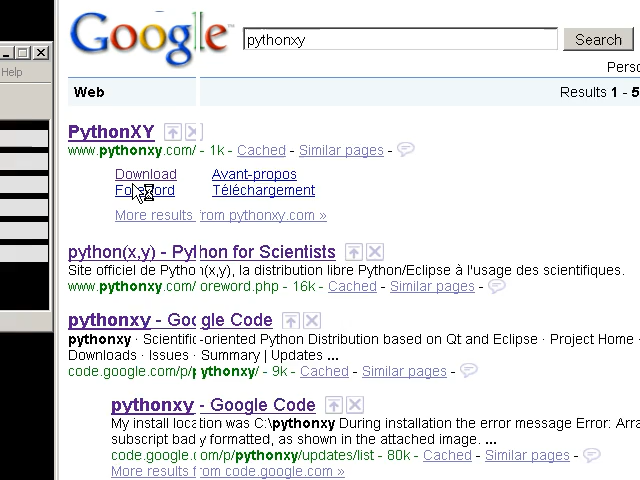 Google™
pythonxy
Search
Help
Web
Results 1 - 5
PythonXY
www.pythonxy.com/ - 1k - Cached - Similar pages -
Download Avant-propos
Téléchargement
More results from pythonxy.com »
python(x,y) - Python for Scientists
Site officiel de Python(x,y), la distribution libre Python/Eclipse à l'usage des scientifiques.
www.pythonxy.com/ oreword.php - 16k - Cached - Similar pages -
pythonxy - Google Code
pythonxy · Scientific-oriented Python Distribution based on Qt and Eclipse · Project Home ·
Downloads · Issues · Summary | Updates ...
code.google.com/p/pythonxy/ - 9k - Cached - Similar pages -
pythonxy - Google Code
My install location was C:\pythonxy During installation the error message Error: Arra
subscript bad y formatted, as shown in the attached image. ...
code.google.com/p/pythonxy/updates/list - 80k - Cached - Similar pages -
More results from code.google.com »